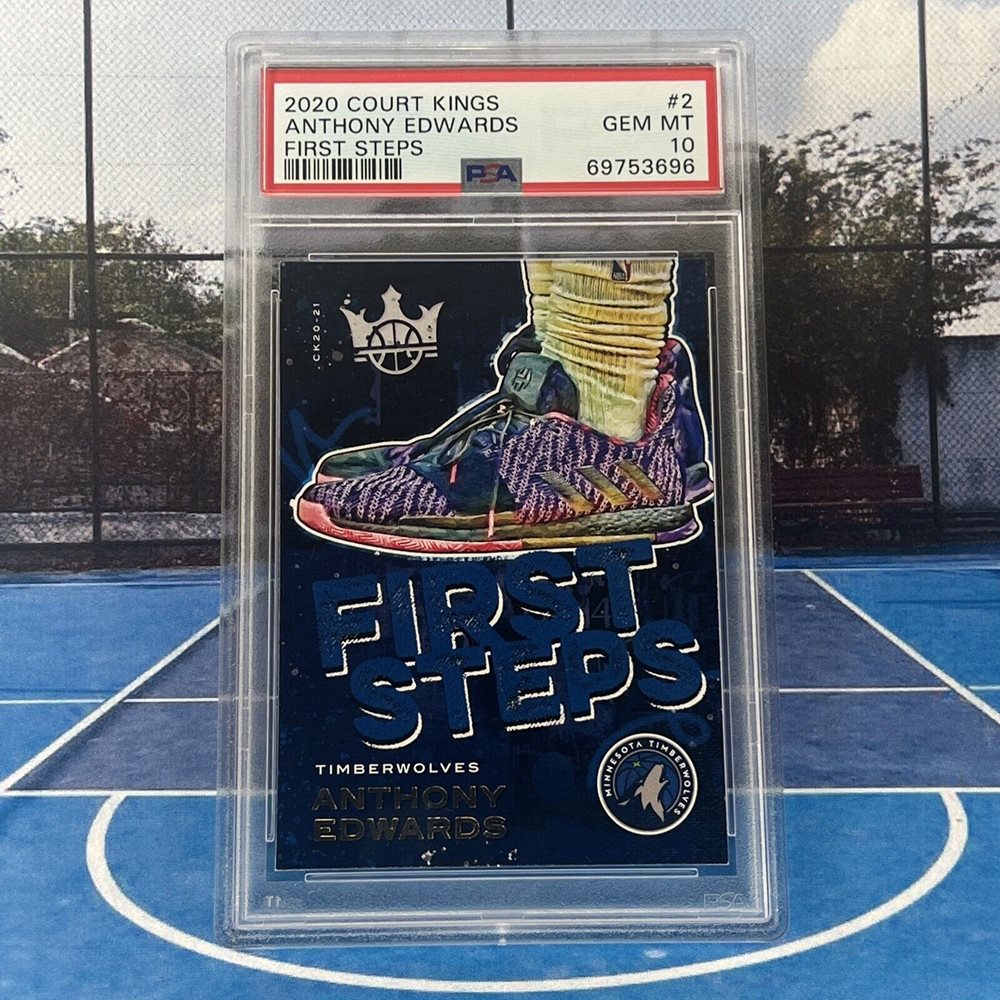 2020 COURT KINGS #2
ANTHONY EDWARDS GEM MT
FIRST STEPS 10
PSA 69753696
CK20-21
FIRST
STEPS
TIMBERWOLVES
ANTHONY
EDWARDS
MINNESOTA TIMBERWOLVES
PSA